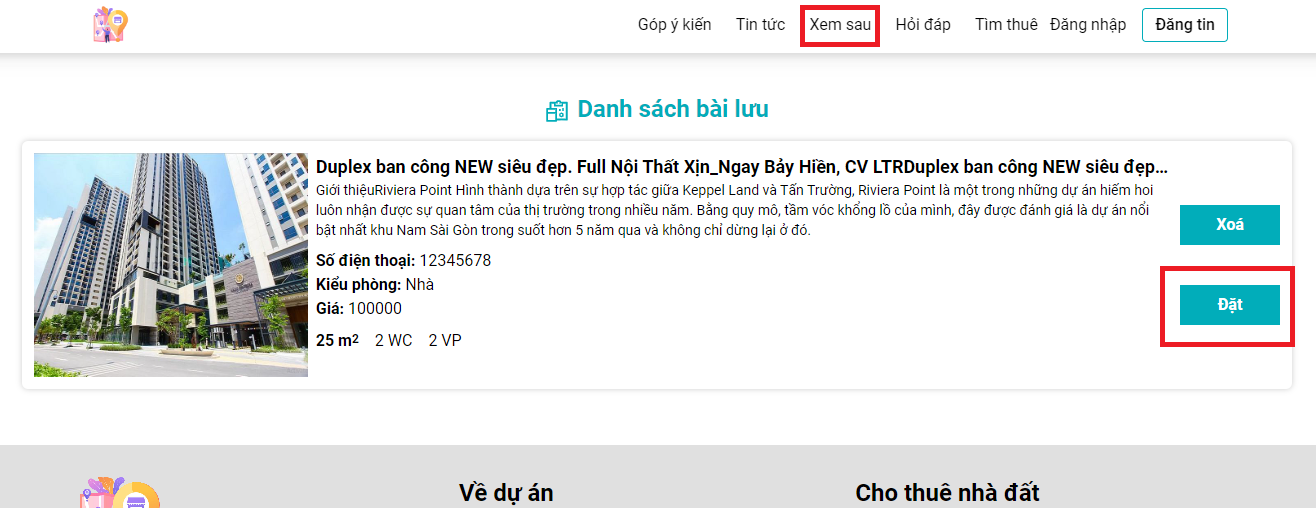 Góp ý kiến Tin tức Xem sau Hỏi đáp Tìm thuê Đăng nhập Đăng tin
Danh sách bài lưu
Duplex ban công NEW siêu đẹp. Full Nội Thất Xịn_Ngay Bảy Hiền, CV LTRDuplex ban công NEW siêu đẹp...
Giới thiệuRiviera Point Hình thành dựa trên sự hợp tác giữa Keppel Land và Tấn Trường, Riviera Point là một trong những dự án hiếm hoi
luôn nhận được sự quan tâm của thị trường trong nhiều năm. Bằng quy mô, tầm vóc khổng lồ của mình, đây được đánh giá là dự án nổi
bật nhất khu Nam Sài Gòn trong suốt hơn 5 năm qua và không chỉ dừng lại ở đó.
Số điện thoại: 12345678
Kiểu phòng: Nhà
Giá: 100000
25 m² 2 WC 2 VP
Xoá
Đặt
Về dự án
Cho thuê nhà đất